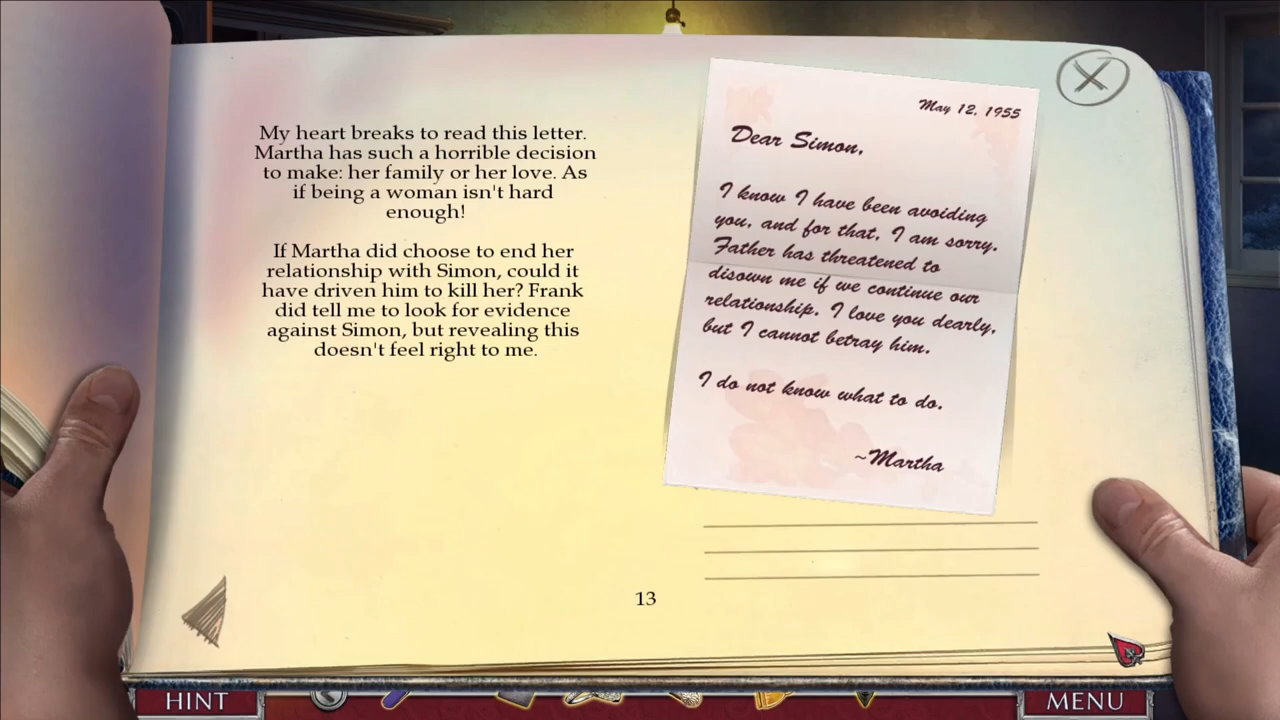 My heart breaks to read this letter.
Martha has such a horrible decision
to make: her family or her love. As
if being a woman isn't hard
enough!
If Martha did choose to end her
relationship with Simon, could it
have driven him to kill her? Frank
did tell me to look for evidence
against Simon, but revealing this
doesn't feel right to me.
May 12, 1955
Dear Simon,
I know I have been avoiding
you, and for that, I am sorry.
Father has threatened to
disown me if we continue our
relationship. I love you dearly,
but I cannot betray him.
I do not know what to do.
~Martha
13
HINT
MENU